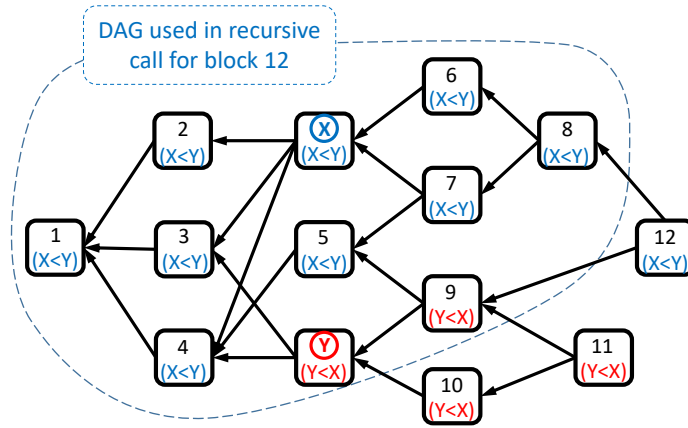 DAG used in recursive
call for block 12
1
(X<Y)
2
(X<Y)
3
(X<Y)
4
(X<Y)
X
(X<Y)
5
(X<Y)
Y
(Y<X)
6
(X<Y)
7
(X<Y)
9
(Y<X)
10
(Y<X)
8
(X<Y)
12
(X<Y)
11
(Y<X)